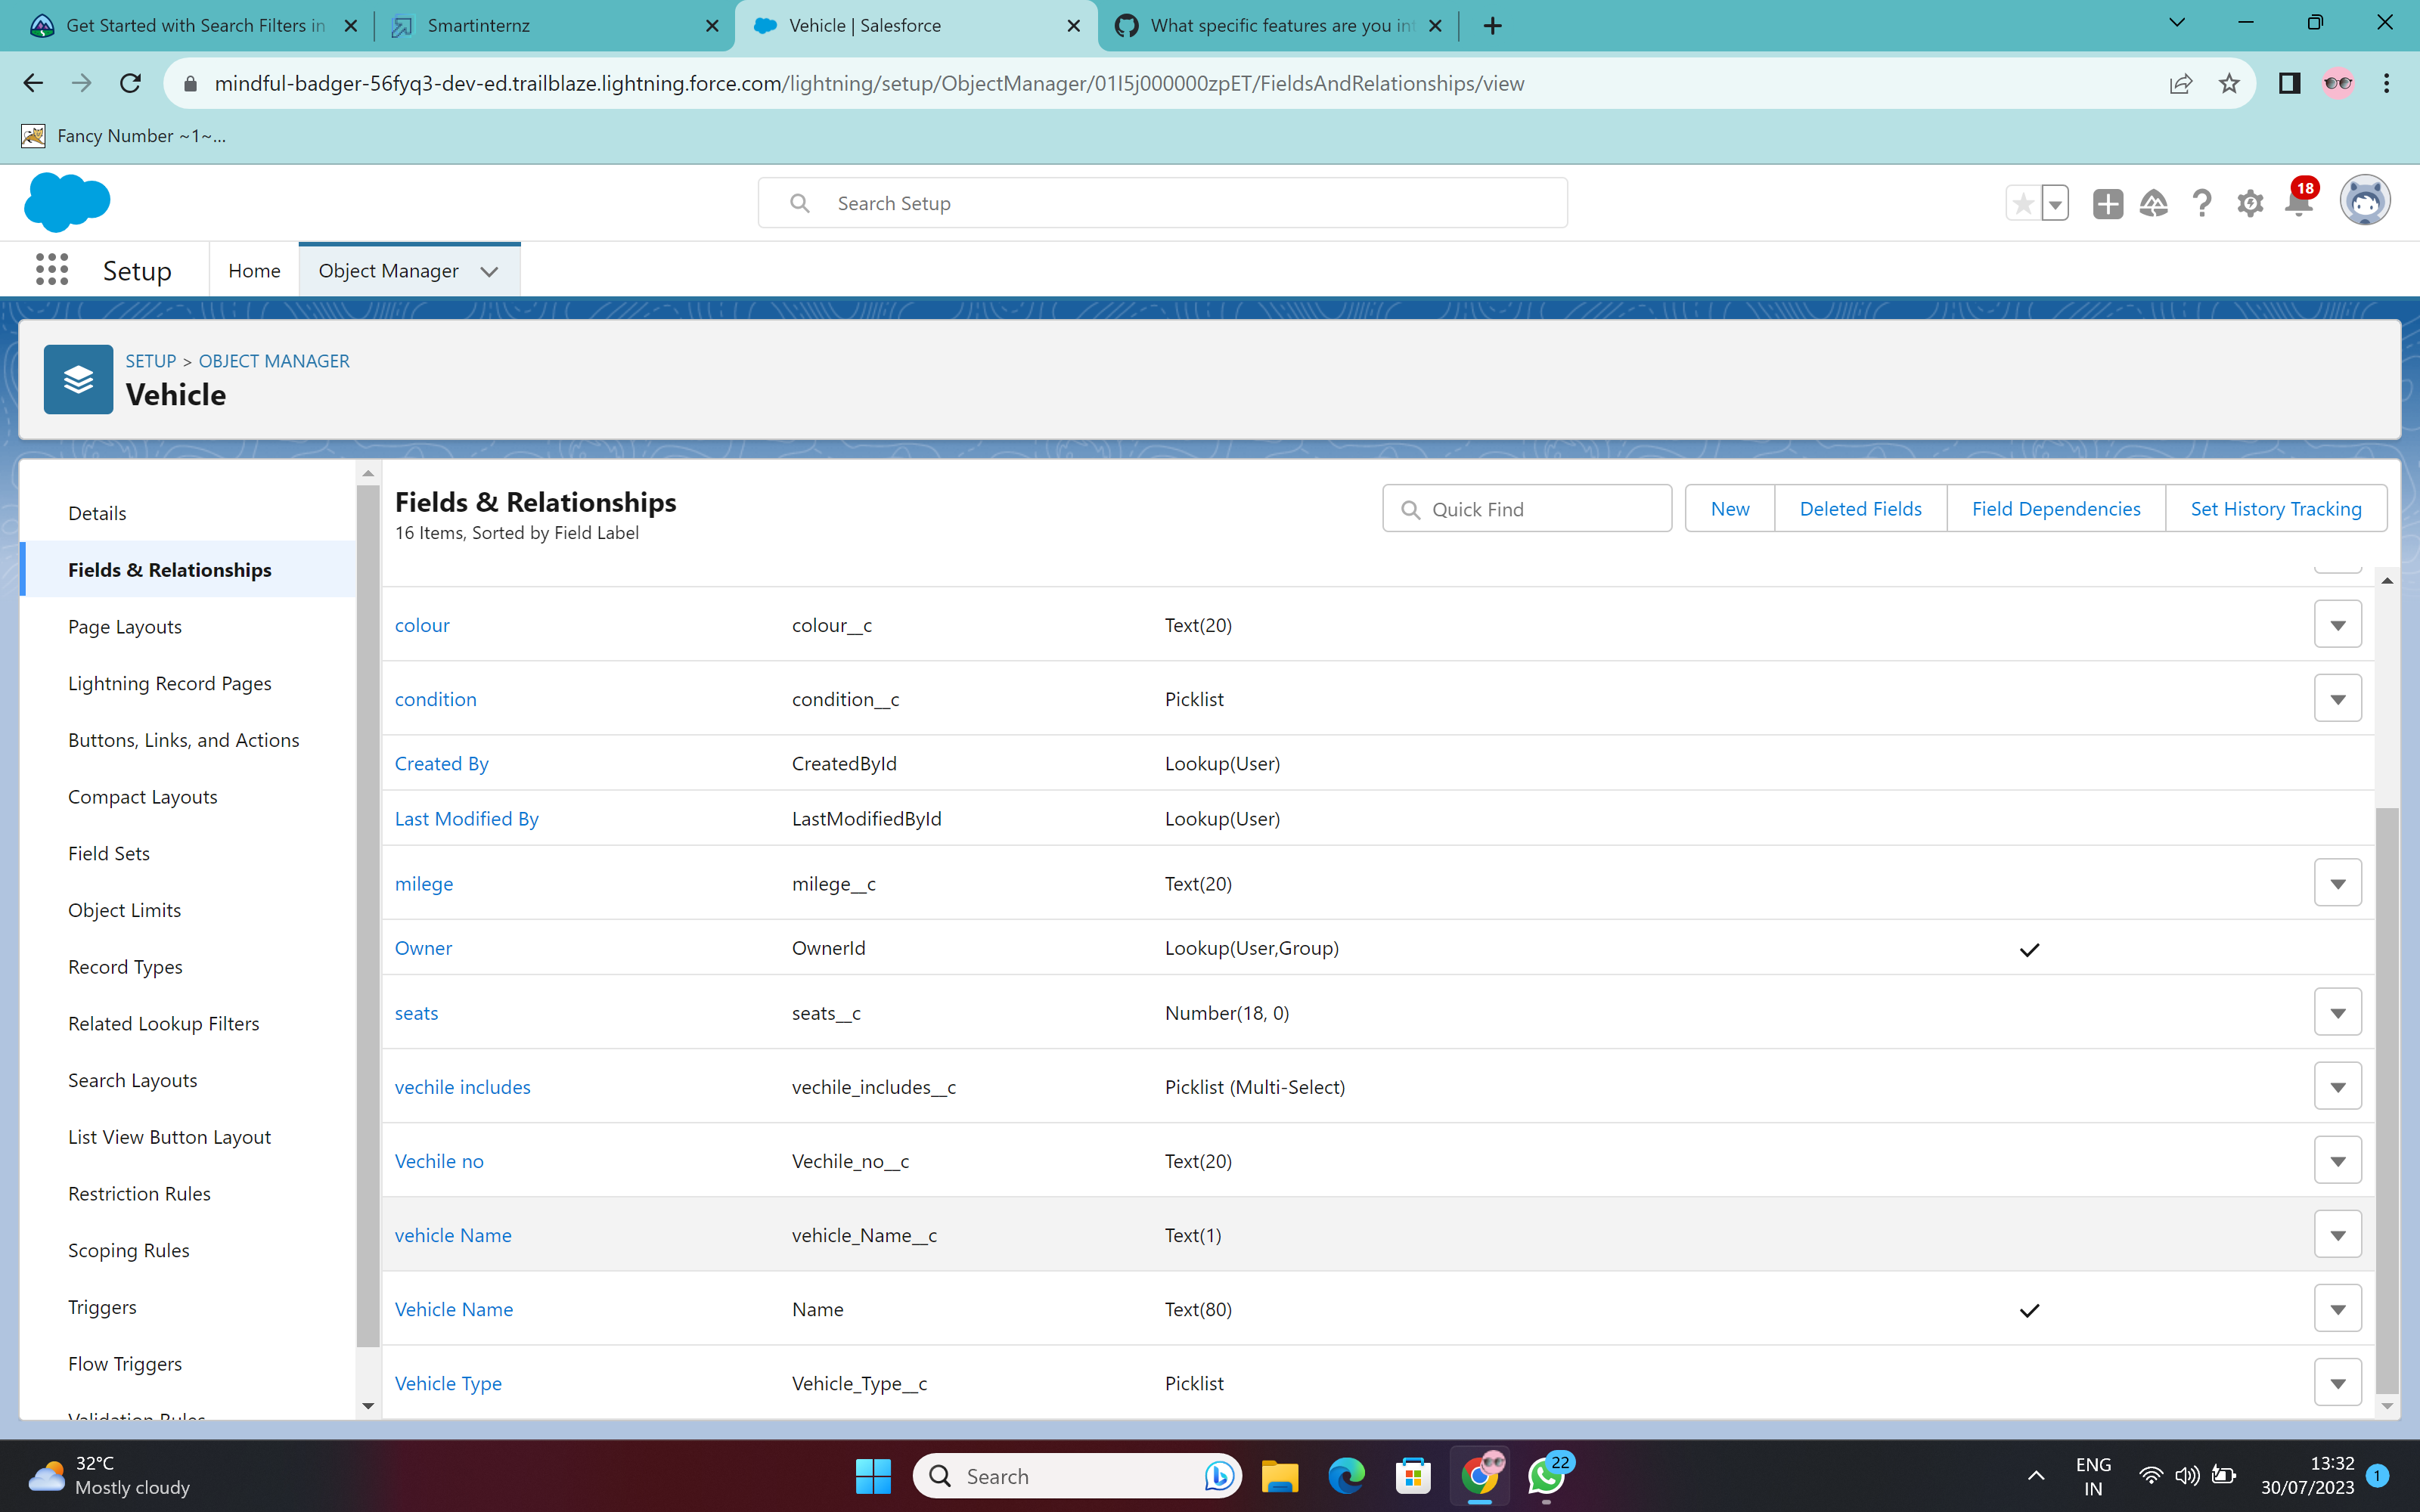 Get Started with Search Filters in
Smartinternz
Vehicle | Salesforce
What specific features are you int
mindful-badger-56fyq3-dev-ed.trailblaze.lightning.force.com/lightning/setup/ObjectManager/01I5j000000zpET/FieldsAndRelationships/view
Fancy Number ~1~...
Search Setup
18
Setup
Home
Object Manager
SETUP > OBJECT MANAGER
Vehicle
Details
Fields & Relationships
Page Layouts
Lightning Record Pages
Buttons, Links, and Actions
Compact Layouts
Field Sets
Object Limits
Record Types
Related Lookup Filters
Search Layouts
List View Button Layout
Restriction Rules
Scoping Rules
Triggers
Flow Triggers
Validation Rules
Fields & Relationships
16 Items, Sorted by Field Label
Quick Find
New
Deleted Fields
Field Dependencies
Set History Tracking
colour colour__c Text(20)
condition condition__c Picklist
Created By CreatedById Lookup(User)
Last Modified By LastModifiedById Lookup(User)
milege milege__c Text(20)
Owner OwnerId Lookup(User,Group)
seats seats__c Number(18, 0)
vechile includes vechile_includes__c Picklist (Multi-Select)
Vechile no Vechile_no__c Text(20)
vehicle Name vehicle_Name__c Text(1)
Vehicle Name Name Text(80)
Vehicle Type Vehicle_Type__c Picklist
32°C
Mostly cloudy
Search
22
ENG
IN
13:32
30/07/2023
1